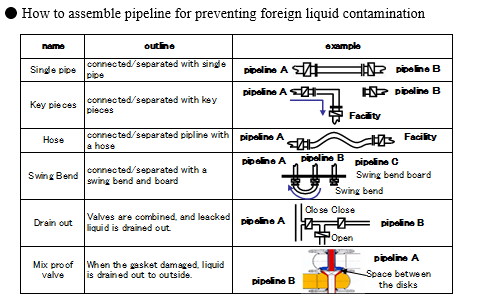 ● How to assemble pipeline for preventing foreign liquid contamination
name outline example
Single pipe connected/separated with single pipe pipeline A pipeline B
Key pieces connected/separated with key pieces pipeline A pipeline B Facility
Hose connected/separated pipline with a hose pipeline A Facility
Swing Bend connected/separated with a swing bend and board pipeline A pipeline B pipeline C Swing bend board Swing bend
Drain out Valves are combined, and leacked liquid is drained out. pipeline A Close Close pipeline B Open
Mix proof valve When the gasket damaged, liquid is drained out to outside. pipeline A pipeline B Space between the disks